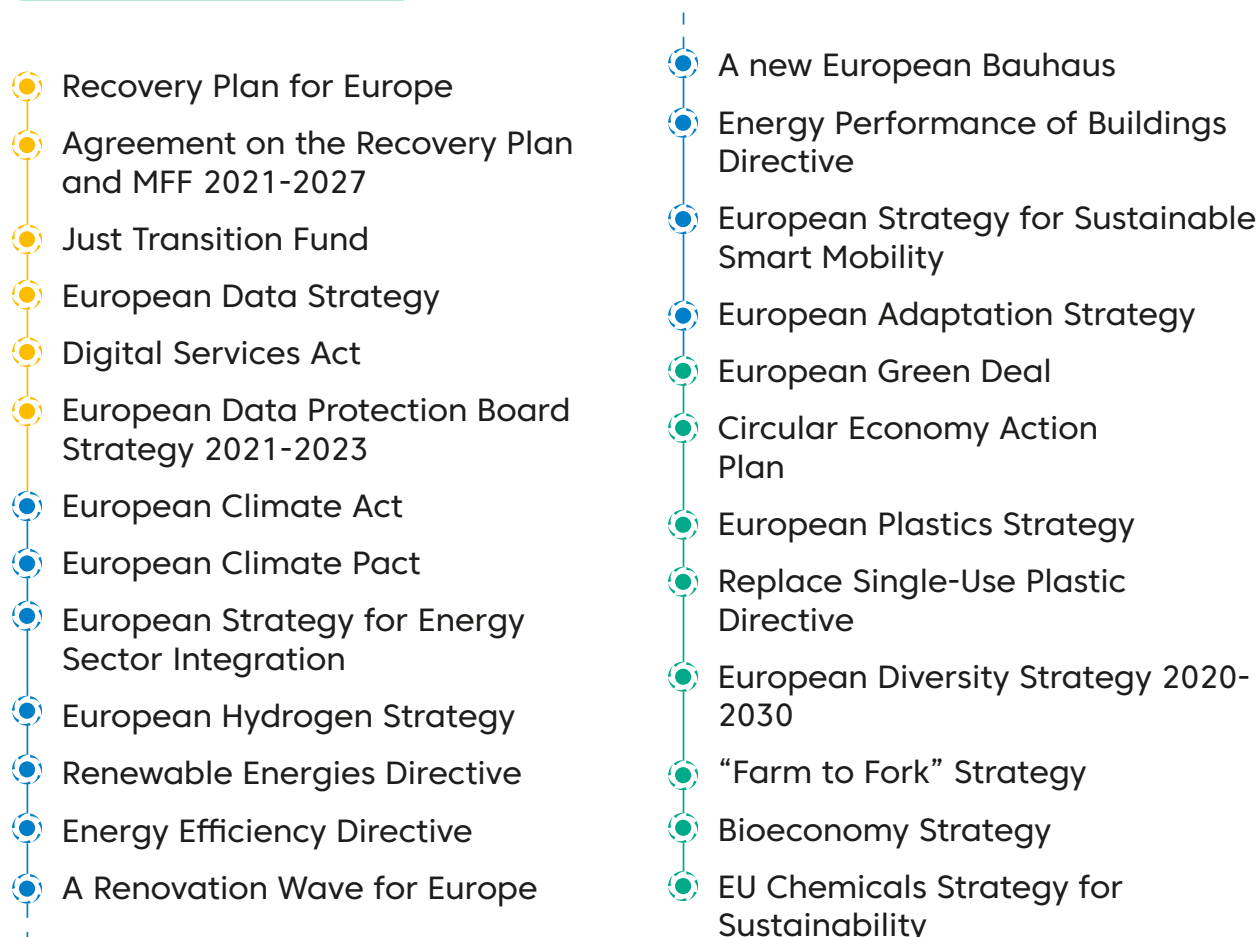 Recovery Plan for Europe
Agreement on the Recovery Plan
and MFF 2021-2027
Just Transition Fund
European Data Strategy
Digital Services Act
European Data Protection Board
Strategy 2021-2023
European Climate Act
European Climate Pact
European Strategy for Energy
Sector Integration
European Hydrogen Strategy
Renewable Energies Directive
Energy Efficiency Directive
A Renovation Wave for Europe
A new European Bauhaus
Energy Performance of Buildings
Directive
European Strategy for Sustainable
Smart Mobility
European Adaptation Strategy
European Green Deal
Circular Economy Action
Plan
European Plastics Strategy
Replace Single-Use Plastic
Directive
European Diversity Strategy 2020-
2030
“Farm to Fork” Strategy
Bioeconomy Strategy
EU Chemicals Strategy for
Sustainability